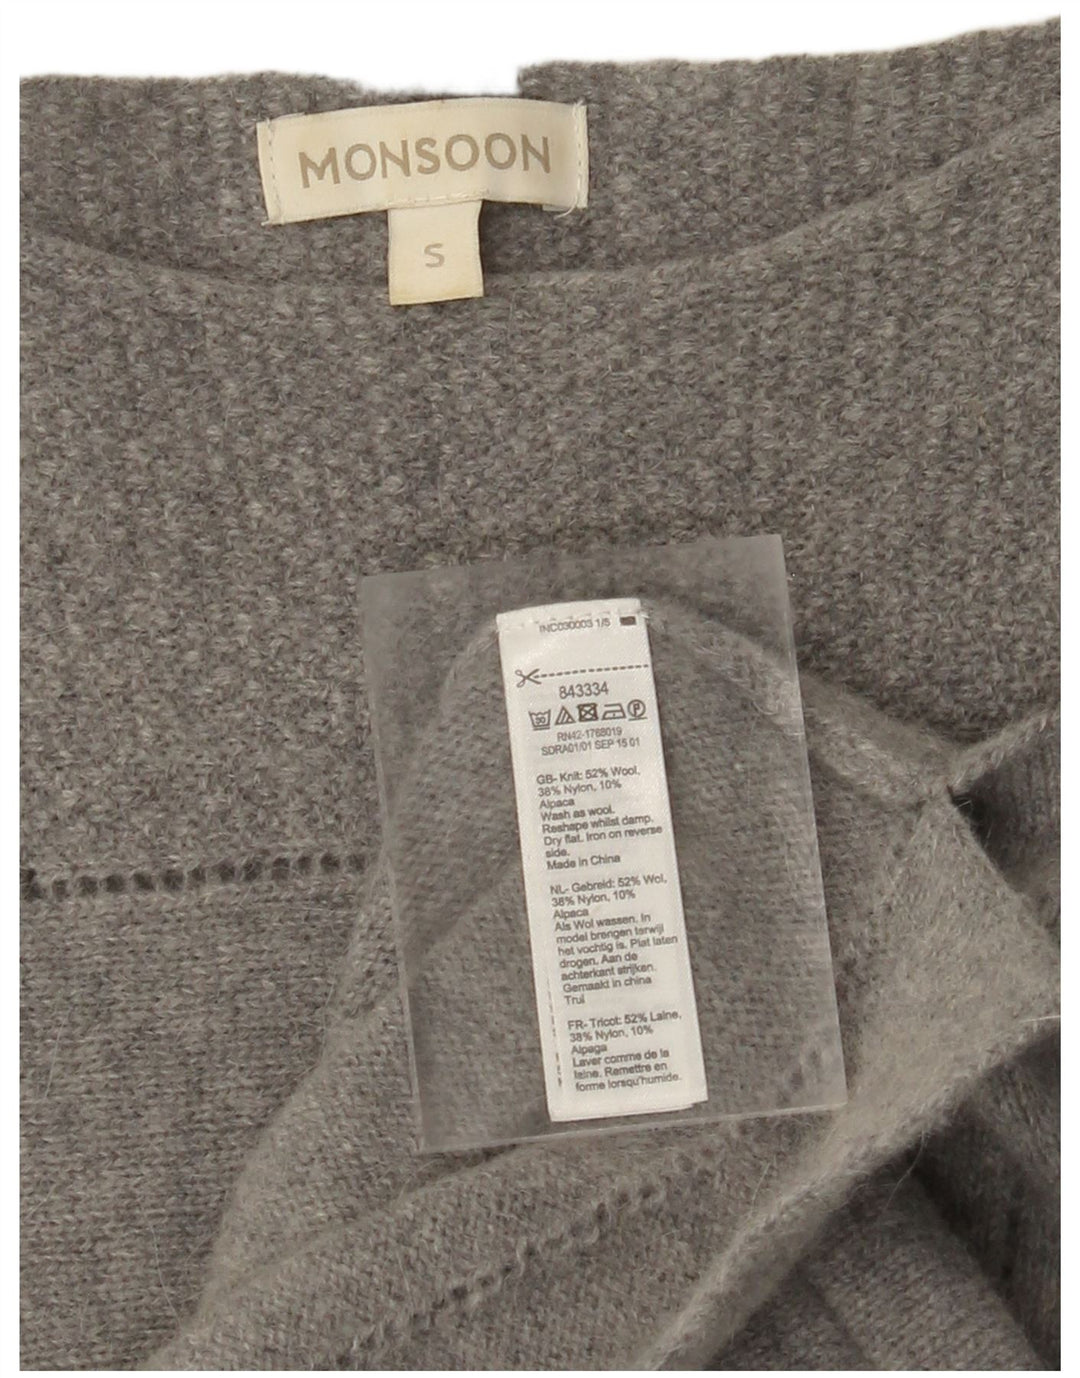 MONSOON
S
INC030003 1/5
843334
30
P
RN42-1768019
SDRA01/01 SEP 15 01
GB- Knit: 52% Wool,
38% Nylon, 10%
Alpaca
Wash as wool.
Reshape whilst damp.
Dry flat. Iron on reverse
side.
Made in China
NL- Gebreid: 52% Wol,
38% Nylon, 10%
Alpaca
Als Wol wassen. In
model brengen terwijl
het vochtig is. Plat laten
drogen. Aan de
achterkant strijken.
Gemaakt in china
Trui
FR- Tricot: 52% Laine,
38% Nylon, 10%
Alpaga
Laver comme de la
laine. Remettre en
forme lorsqu'humide.